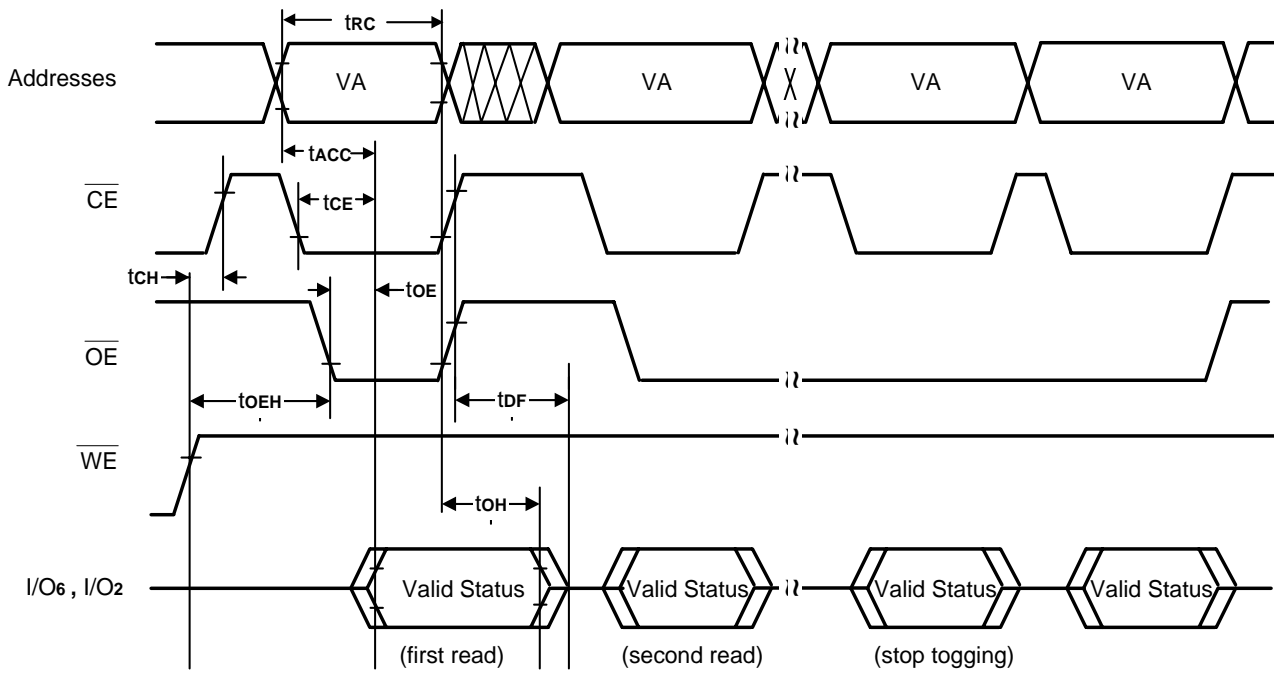 tRC
Addresses VA VA VA VA
tACC
CE tCE
tCH tOE
OE
tOEH tDF
WE
tOH
I/O6 , I/O2 Valid Status Valid Status Valid Status Valid Status
(first read) (second read) (stop togging)